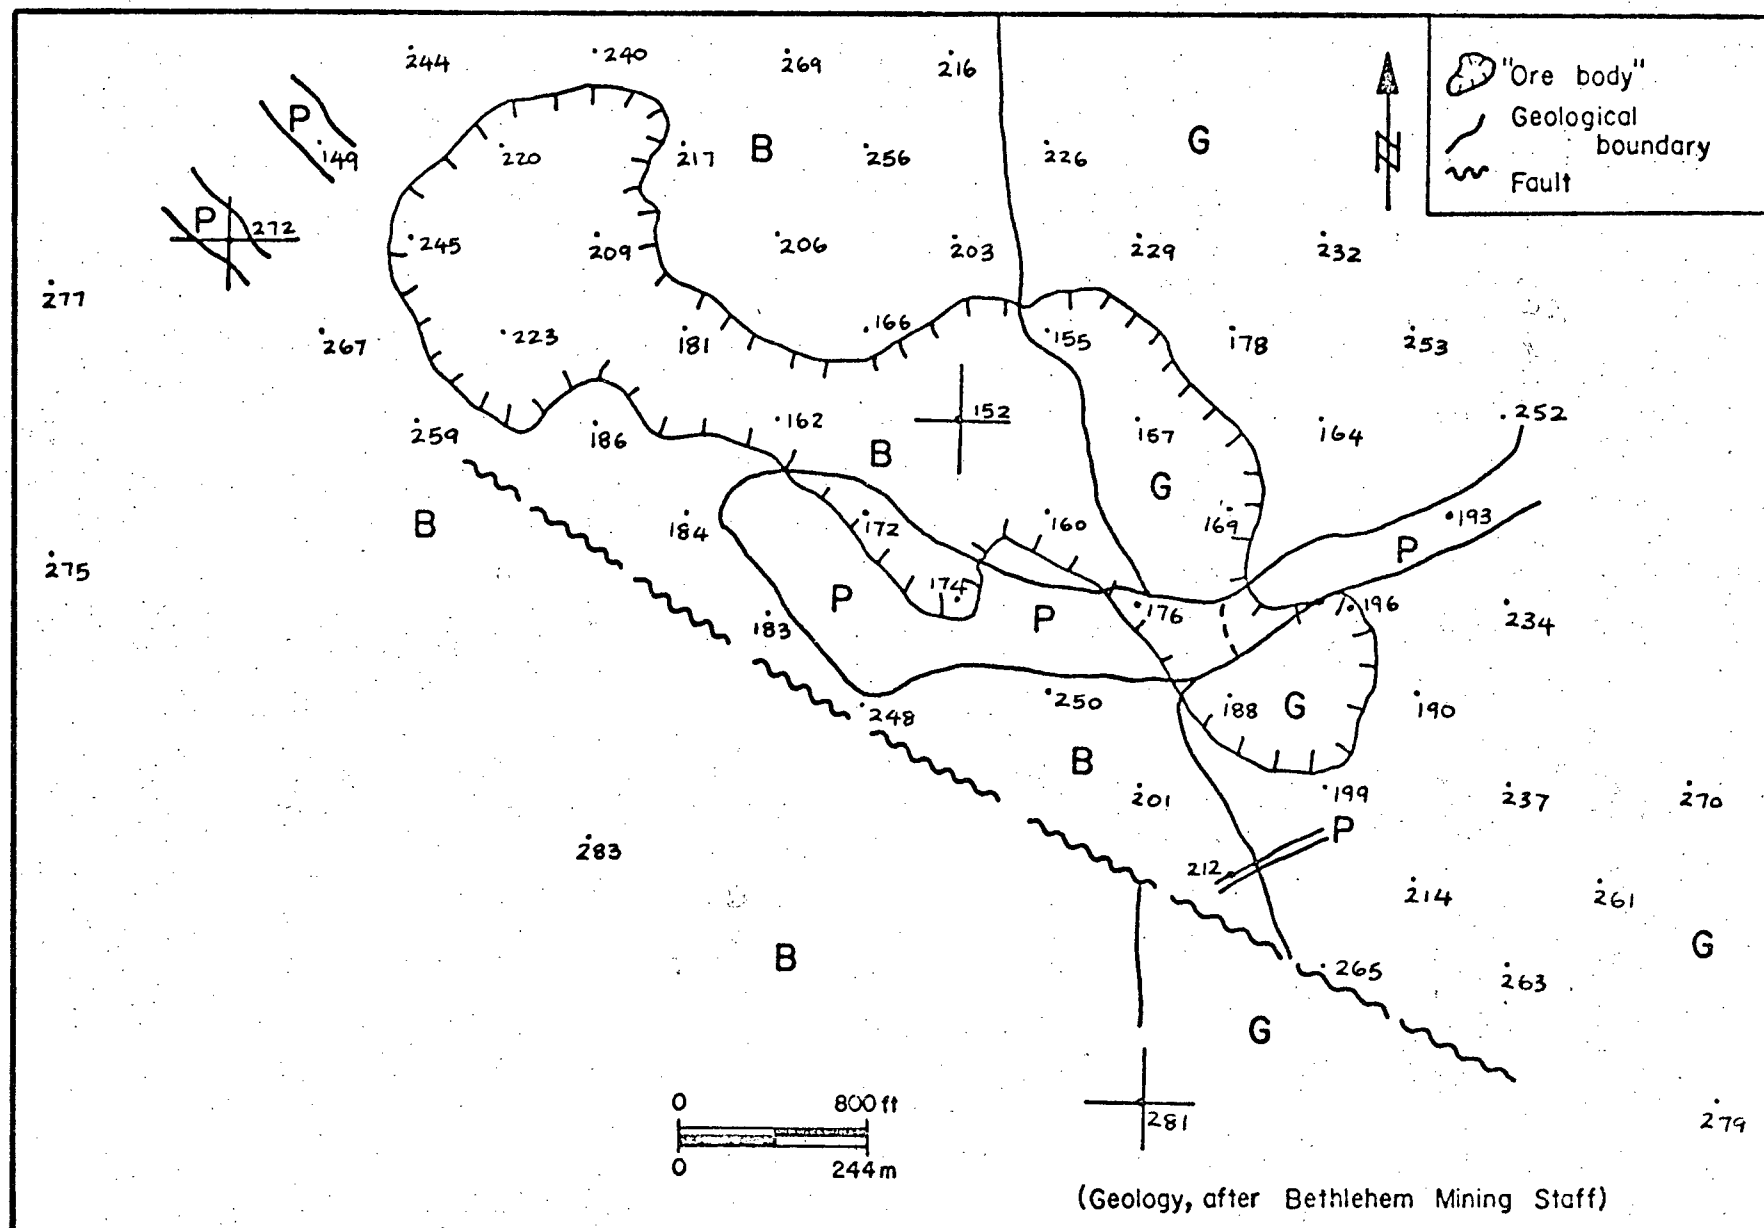 244 240 269 216
"Ore body"
Geological
boundary
Fault
P
149
220 217 B 256 226 G
P 272
245 209 206 203 229 232
277
267 223 181 166 155 178 253
259 186 162 152 157 164 252
B
G
B 184 172 160 169 193
P
275
174
P
P
183 176 196 234
248 250 188 G 190
B
201 199 237 270
P
283
212 214 261
B G
265 263
G
0 800 ft
281 279
0 244 m
(Geology, after Bethlehem Mining Staff)